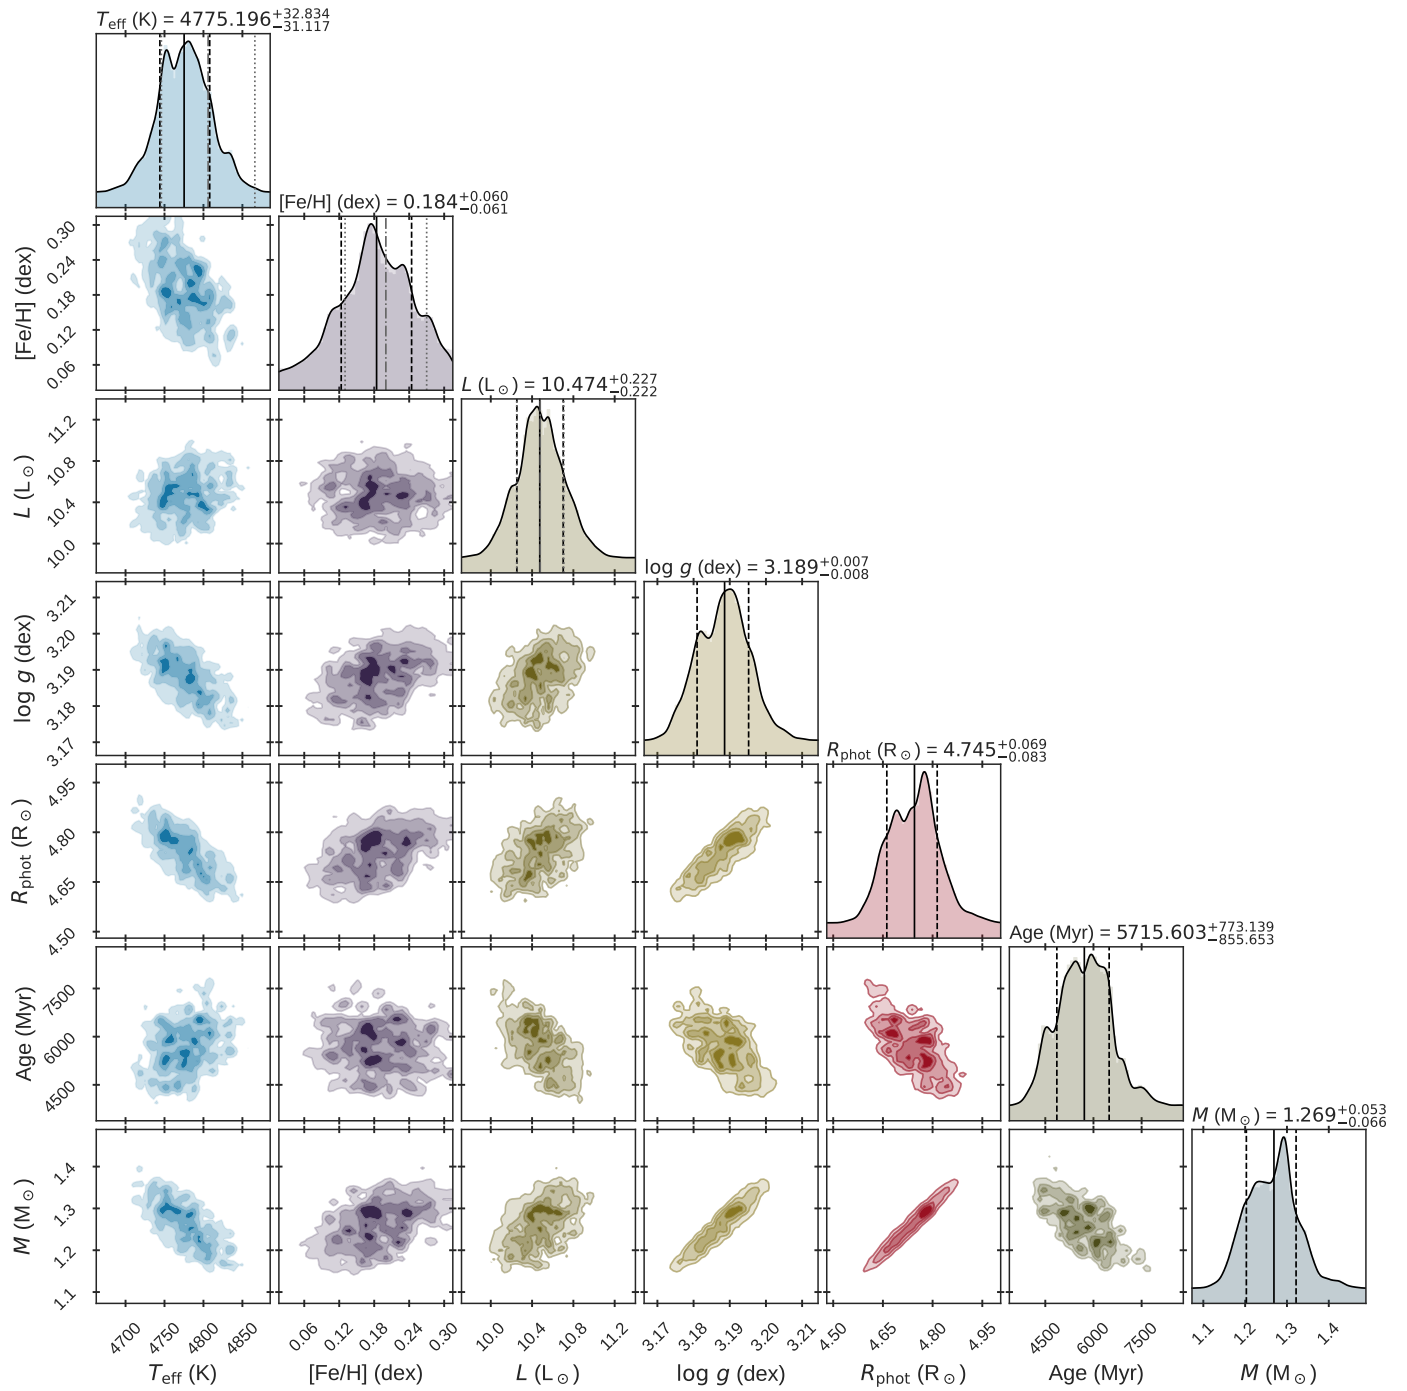 T_eff (K) = 4775.196 +32.834 −31.117
[Fe/H] (dex) = 0.184 +0.060 −0.061
[Fe/H] (dex)
0.30
0.24
0.18
0.12
0.06
L (L⊙) = 10.474 +0.227 −0.222
L (L⊙)
11.2
10.8
10.4
10.0
log g (dex) = 3.189 +0.007 −0.008
log g (dex)
3.21
3.20
3.19
3.18
3.17
R_phot (R⊙) = 4.745 +0.069 −0.083
R_phot (R⊙)
4.95
4.80
4.65
4.50
Age (Myr) = 5715.603 +773.139 −855.653
Age (Myr)
7500
6000
4500
M (M⊙) = 1.269 +0.053 −0.066
M (M⊙)
1.4
1.3
1.2
1.1
4700 4750 4800 4850 0.06 0.12 0.18 0.24 0.30 10.0 10.4 10.8 11.2 3.17 3.18 3.19 3.20 3.21 4.50 4.65 4.80 4.95 4500 6000 7500 1.1 1.2 1.3 1.4
T_eff (K) [Fe/H] (dex) L (L⊙) log g (dex) R_phot (R⊙) Age (Myr) M (M⊙)